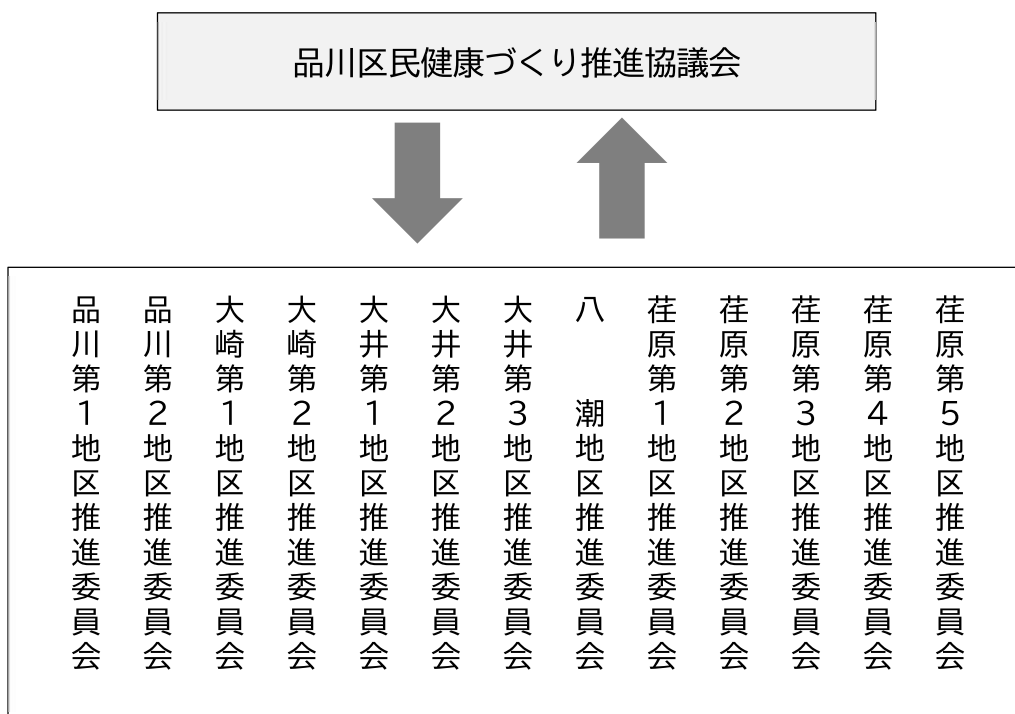 品川区民健康づくり推進協議会
品川第1地区推進委員会
品川第2地区推進委員会
大崎第1地区推進委員会
大崎第2地区推進委員会
大井第1地区推進委員会
大井第2地区推進委員会
大井第3地区推進委員会
八　潮地区推進委員会
荏原第1地区推進委員会
荏原第2地区推進委員会
荏原第3地区推進委員会
荏原第4地区推進委員会
荏原第5地区推進委員会